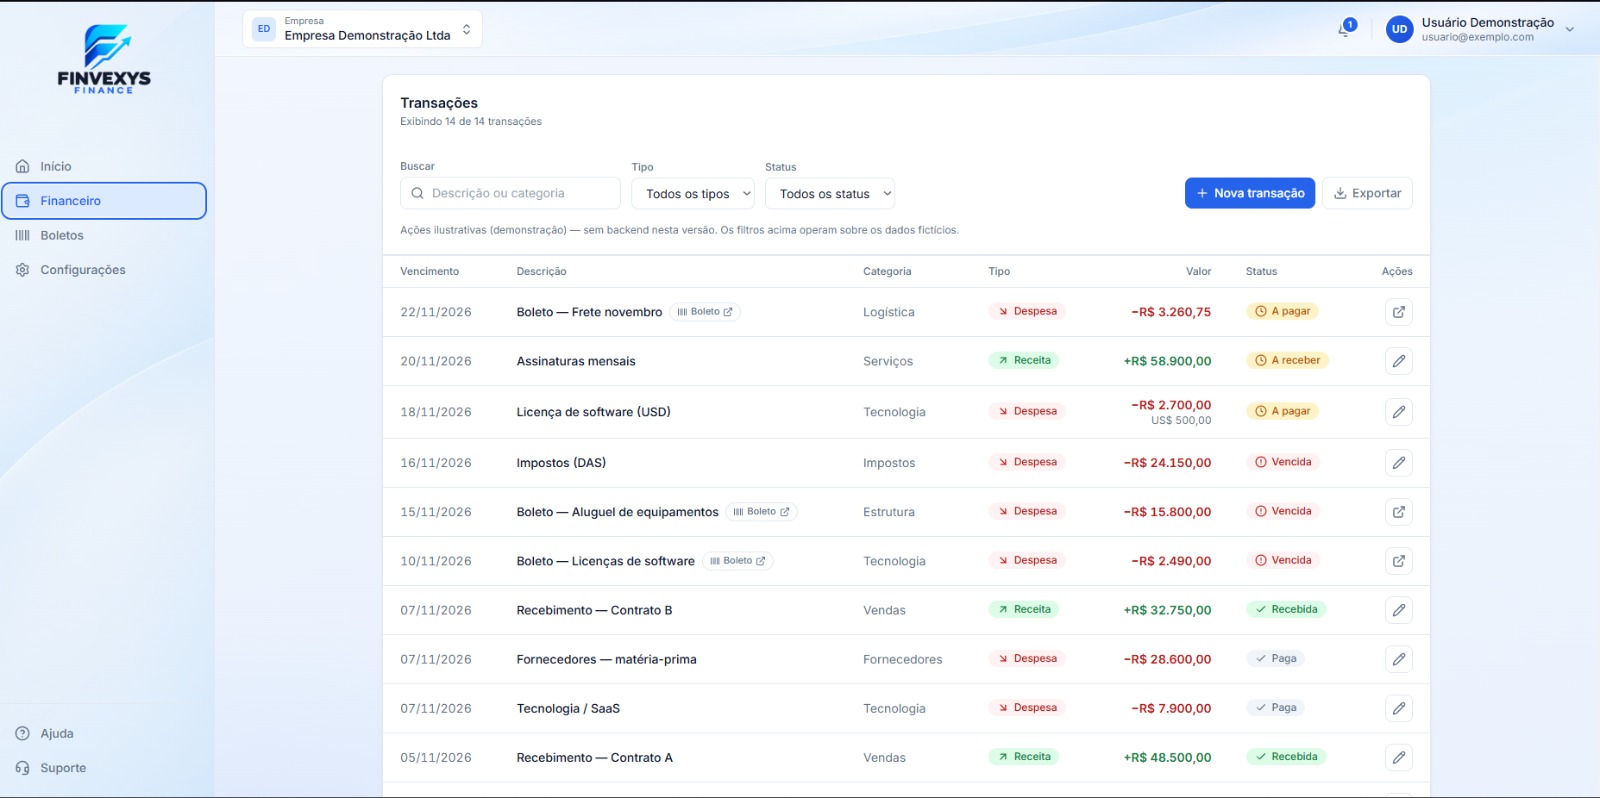 FINVEXYS
FINANCE
Início
Financeiro
Boletos
Configurações
Ajuda
Suporte
ED
Empresa
Empresa Demonstração Ltda
1
UD
Usuário Demonstração
usuario@exemplo.com
Transações
Exibindo 14 de 14 transações
Buscar Tipo Status
Descrição ou categoria Todos os tipos Todos os status Nova transação Exportar
Ações ilustrativas (demonstração) — sem backend nesta versão. Os filtros acima operam sobre os dados fictícios.
Vencimento Descrição Categoria Tipo Valor Status Ações
22/11/2026 Boleto — Frete novembro Boleto Logística Despesa −R$ 3.260,75 A pagar
20/11/2026 Assinaturas mensais Serviços Receita +R$ 58.900,00 A receber
18/11/2026 Licença de software (USD) Tecnologia Despesa −R$ 2.700,00 A pagar
US$ 500,00
16/11/2026 Impostos (DAS) Impostos Despesa −R$ 24.150,00 Vencida
15/11/2026 Boleto — Aluguel de equipamentos Boleto Estrutura Despesa −R$ 15.800,00 Vencida
10/11/2026 Boleto — Licenças de software Boleto Tecnologia Despesa −R$ 2.490,00 Vencida
07/11/2026 Recebimento — Contrato B Vendas Receita +R$ 32.750,00 Recebida
07/11/2026 Fornecedores — matéria-prima Fornecedores Despesa −R$ 28.600,00 Paga
07/11/2026 Tecnologia / SaaS Tecnologia Despesa −R$ 7.900,00 Paga
05/11/2026 Recebimento — Contrato A Vendas Receita +R$ 48.500,00 Recebida